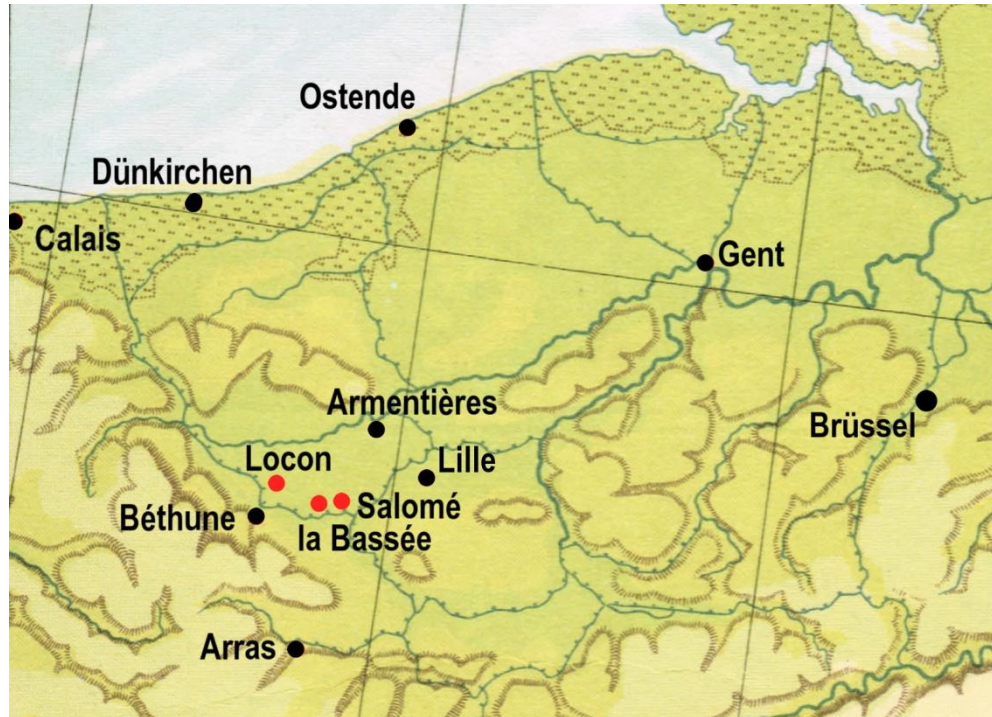 Ostende
Dünkirchen
Calais
Gent
Armentières
Brüssel
Locon
Lille
Salomé
Béthune
la Bassée
Arras